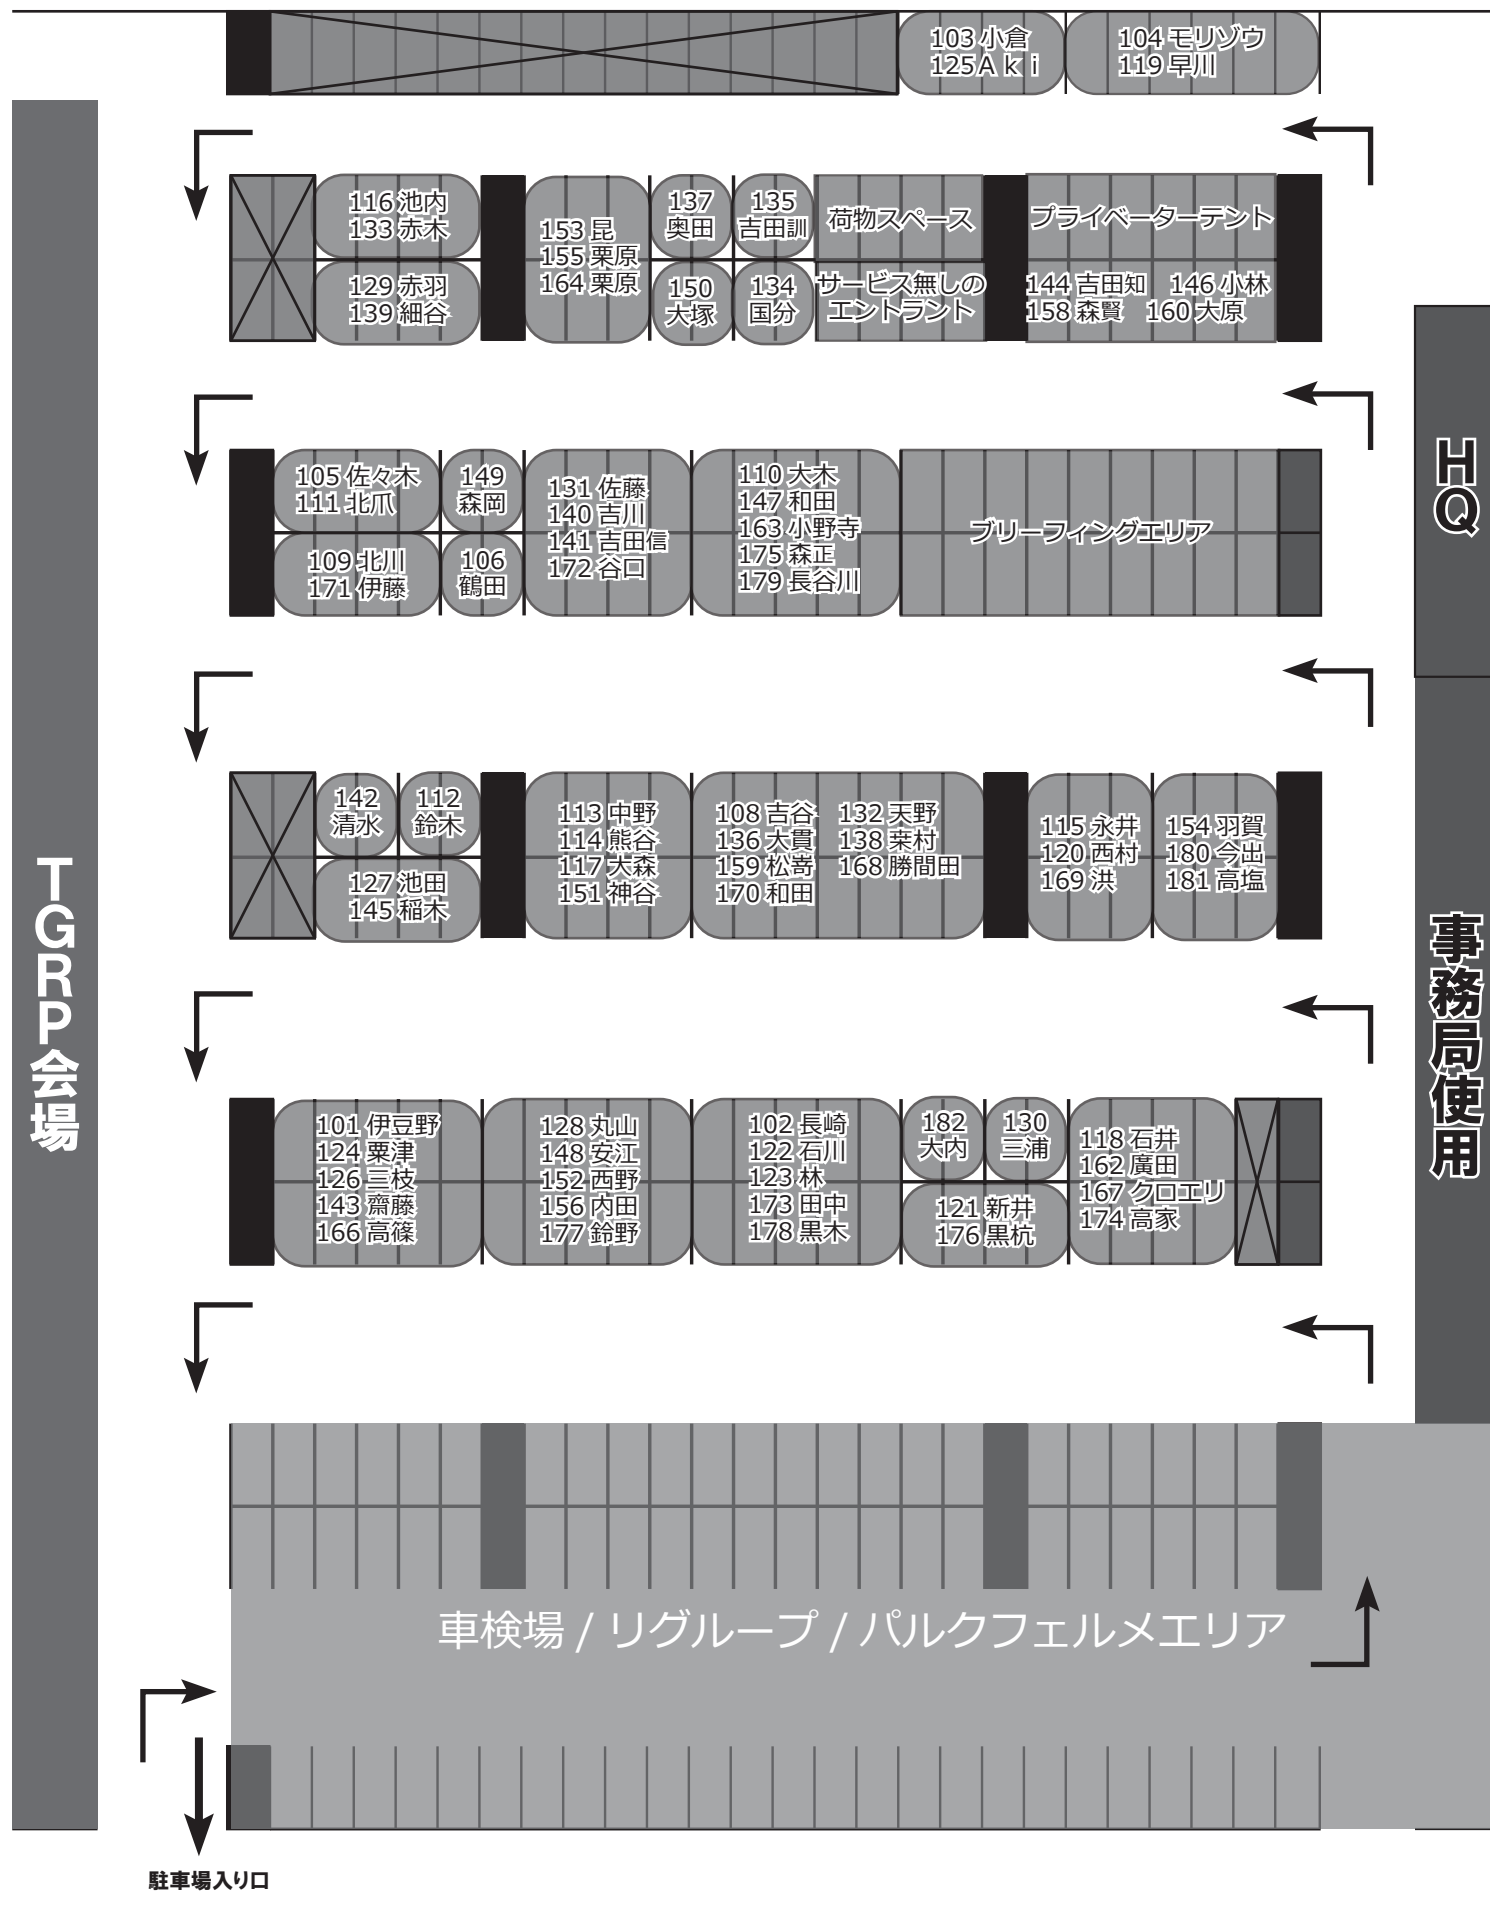 103 小倉
125 Ａｋｉ
104 モリゾウ
119 早川
116 池内
133 赤木
129 赤羽
139 細谷
153 昆
155 栗原
164 栗原
137
奥田
150
大塚
135
吉田訓
134
国分
荷物スペース
サービス無しの
エントラント
プライベーターテント
144 吉田知 146 小林
158 森賢 160 大原
105 佐々木
111 北爪
109 北川
171 伊藤
149
森岡
106
鶴田
131 佐藤
140 吉川
141 吉田信
172 谷口
110 大木
147 和田
163 小野寺
175 森正
179 長谷川
ブリーフィングエリア
142
清水
112
鈴木
127 池田
145 稲木
113 中野
114 熊谷
117 大森
151 神谷
108 吉谷
136 大貫
159 松嵜
170 和田
132 天野
138 葉村
168 勝間田
115 永井
120 西村
169 洪
154 羽賀
180 今出
181 高塩
101 伊豆野
124 粟津
126 三枝
143 齋藤
166 高篠
128 丸山
148 安江
152 西野
156 内田
177 鈴野
102 長崎
122 石川
123 林
173 田中
178 黒木
182
大内
130
三浦
121 新井
176 黒杭
118 石井
162 廣田
167 クロエリ
174 高家
TGRP会場
HQ
事務局使用
車検場 / リグループ / パルクフェルメエリア
駐車場入り口